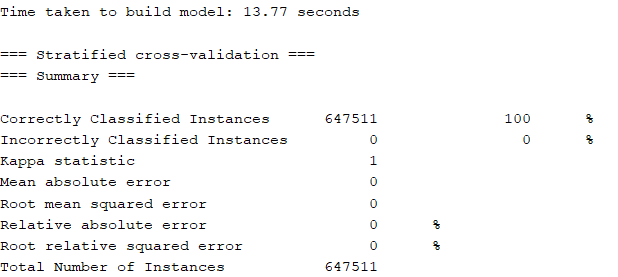 Time taken to build model: 13.77 seconds
=== Stratified cross-validation ===
=== Summary ===
Correctly Classified Instances 647511 100 %
Incorrectly Classified Instances 0 0 %
Kappa statistic 1
Mean absolute error 0
Root mean squared error 0
Relative absolute error 0 %
Root relative squared error 0 %
Total Number of Instances 647511